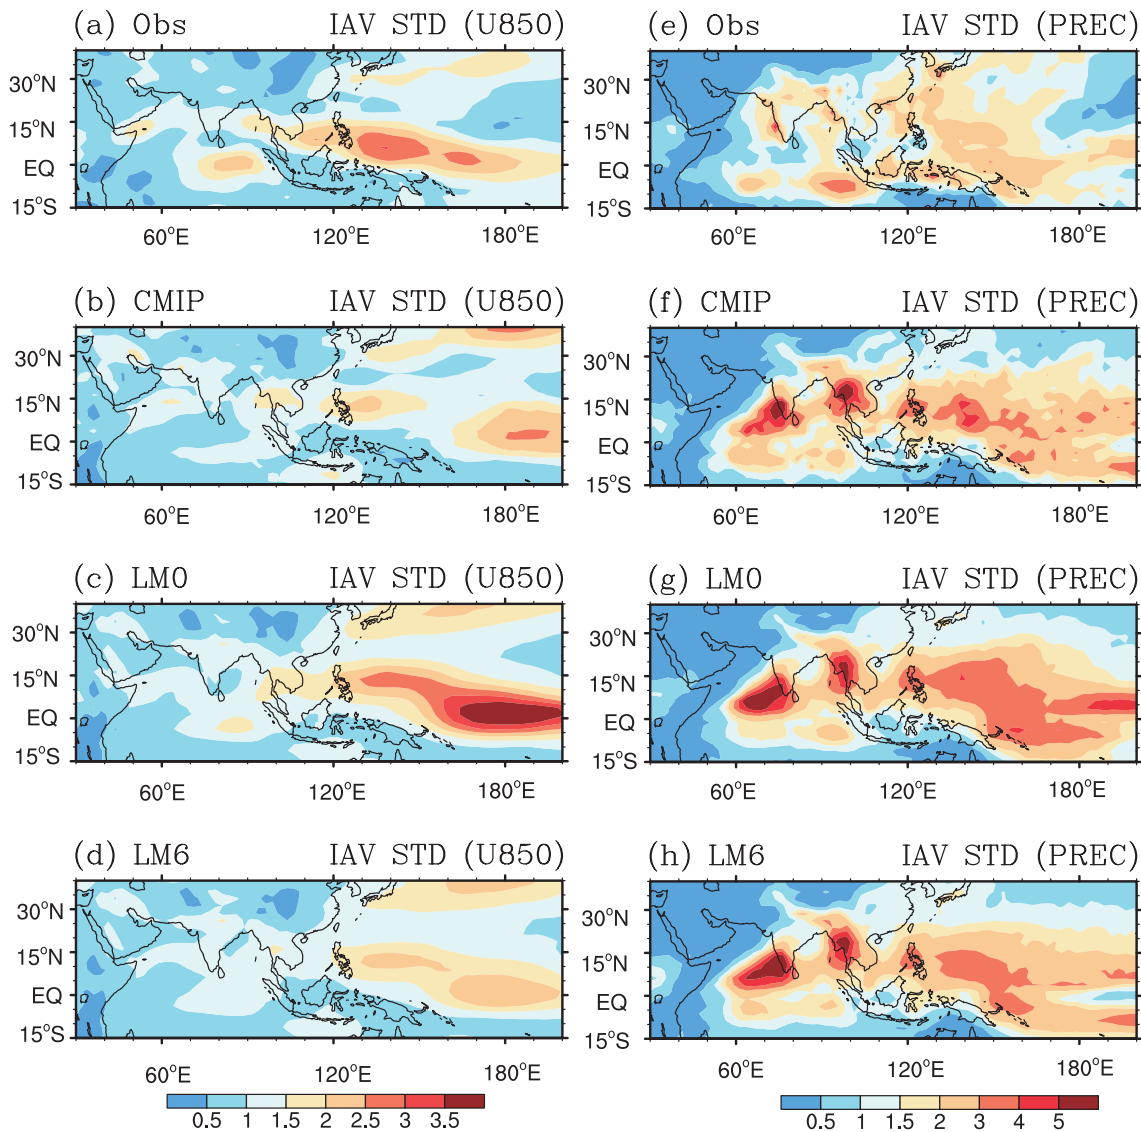 (a) Obs IAV STD (U850)
30°N
15°N
EQ
15°S
60°E 120°E 180°E
(e) Obs IAV STD (PREC)
30°N
15°N
EQ
15°S
60°E 120°E 180°E
(b) CMIP IAV STD (U850)
30°N
15°N
EQ
15°S
60°E 120°E 180°E
(f) CMIP IAV STD (PREC)
30°N
15°N
EQ
15°S
60°E 120°E 180°E
(c) LM0 IAV STD (U850)
30°N
15°N
EQ
15°S
60°E 120°E 180°E
(g) LM0 IAV STD (PREC)
30°N
15°N
EQ
15°S
60°E 120°E 180°E
(d) LM6 IAV STD (U850)
30°N
15°N
EQ
15°S
60°E 120°E 180°E
0.5 1 1.5 2 2.5 3 3.5
(h) LM6 IAV STD (PREC)
30°N
15°N
EQ
15°S
60°E 120°E 180°E
0.5 1 1.5 2 3 4 5